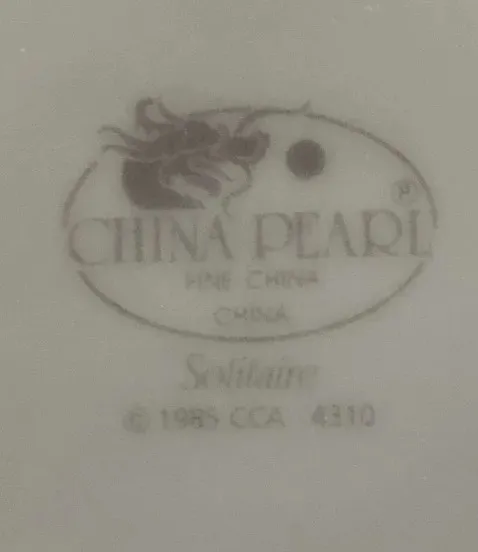 CHINA PEARL
FINE CHINA
CHINA
Solitaire
© 1985 CCA 4310